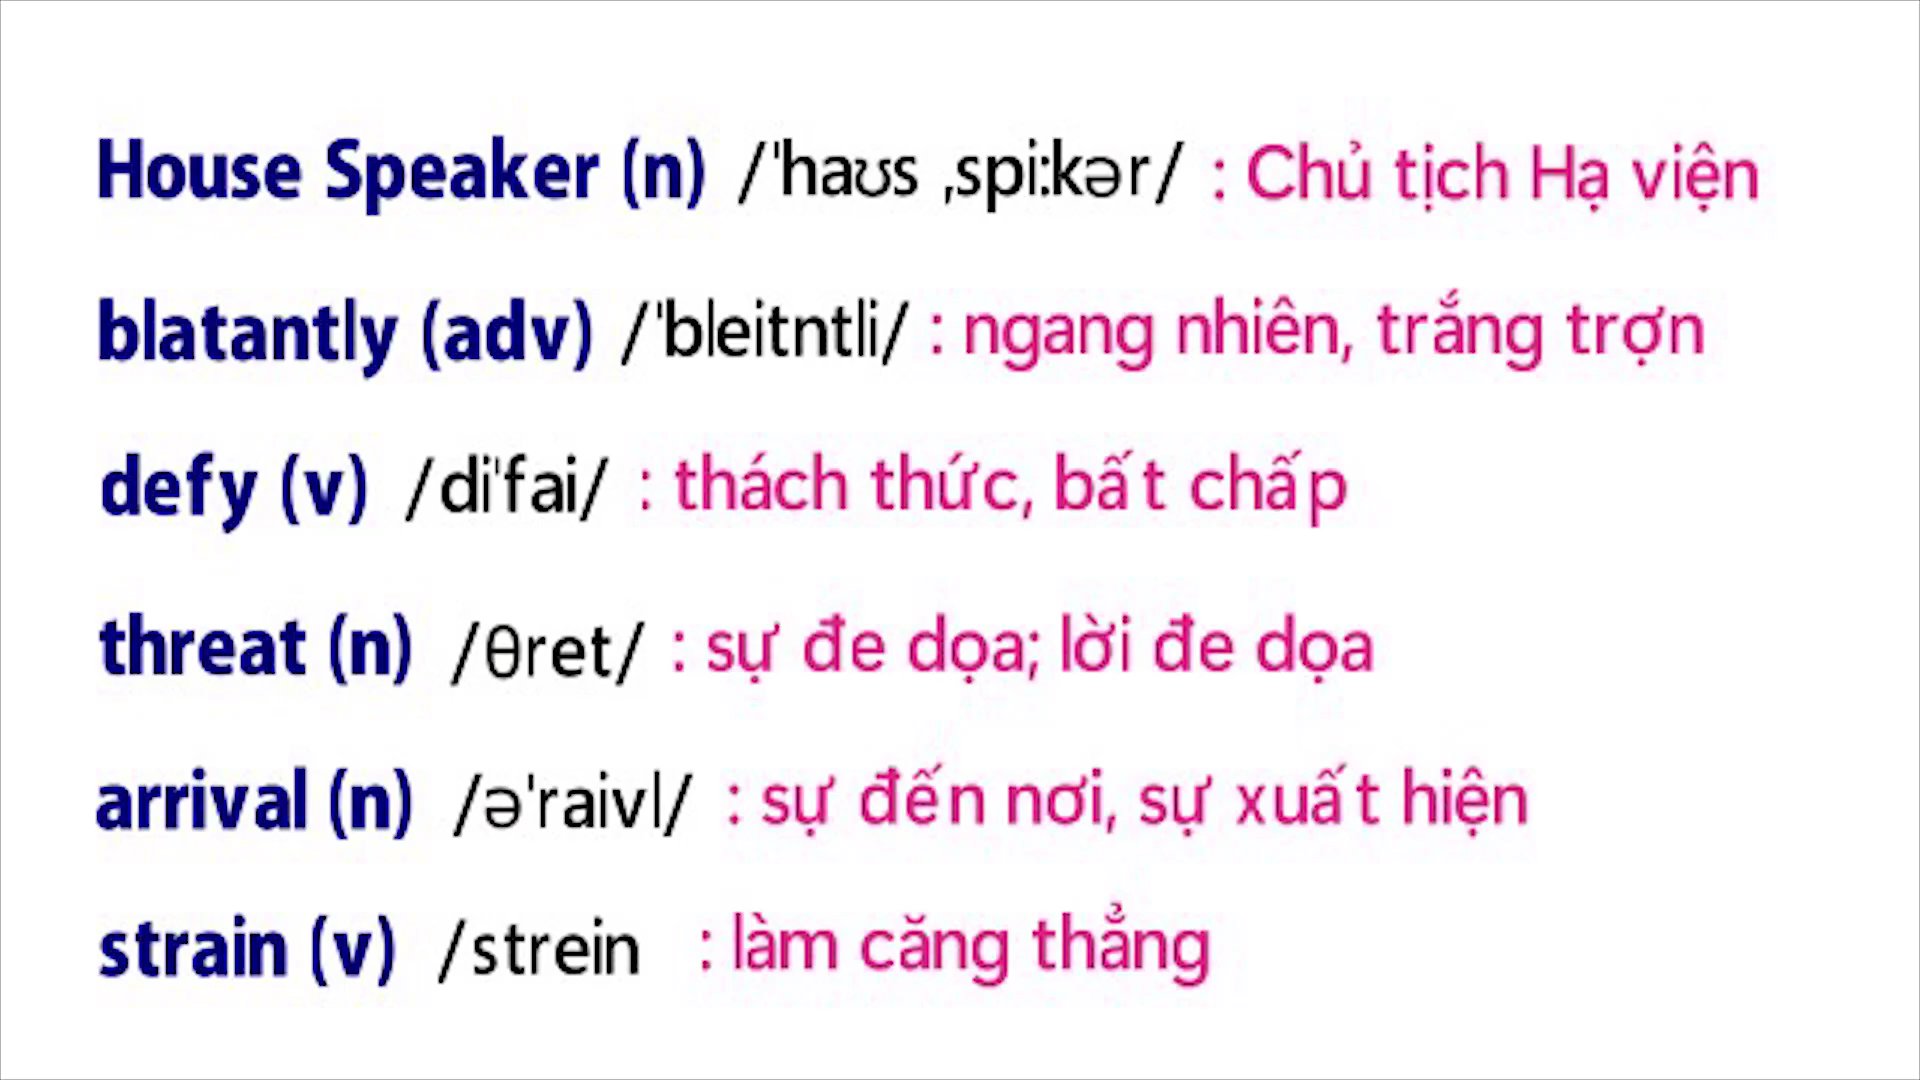 House Speaker (n) /ˈhaʊs ˌspi:kər/ : Chủ tịch Hạ viện
blatantly (adv) /ˈbleitntli/ : ngang nhiên, trắng trợn
defy (v) /diˈfai/ : thách thức, bất chấp
threat (n) /θret/ : sự đe dọa; lời đe dọa
arrival (n) /əˈraivl/ : sự đến nơi, sự xuất hiện
strain (v) /strein : làm căng thẳng